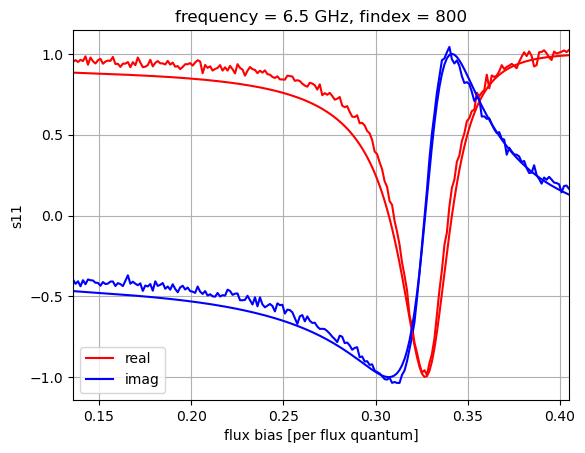 frequency = 6.5 GHz, findex = 800
s11
1.0
0.5
0.0
−0.5
−1.0
real
imag
0.15 0.20 0.25 0.30 0.35 0.40
flux bias [per flux quantum]